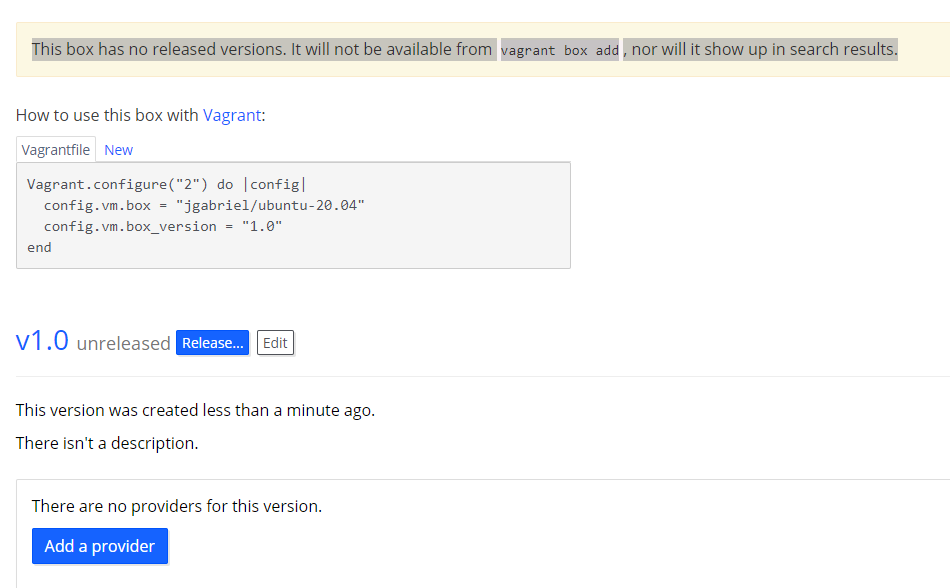 This box has no released versions. It will not be available from vagrant box add , nor will it show up in search results.
How to use this box with Vagrant:
Vagrantfile New
Vagrant.configure("2") do |config|
  config.vm.box = "jgabriel/ubuntu-20.04"
  config.vm.box_version = "1.0"
end
v1.0 unreleased Release... Edit
This version was created less than a minute ago.
There isn't a description.
There are no providers for this version.
Add a provider